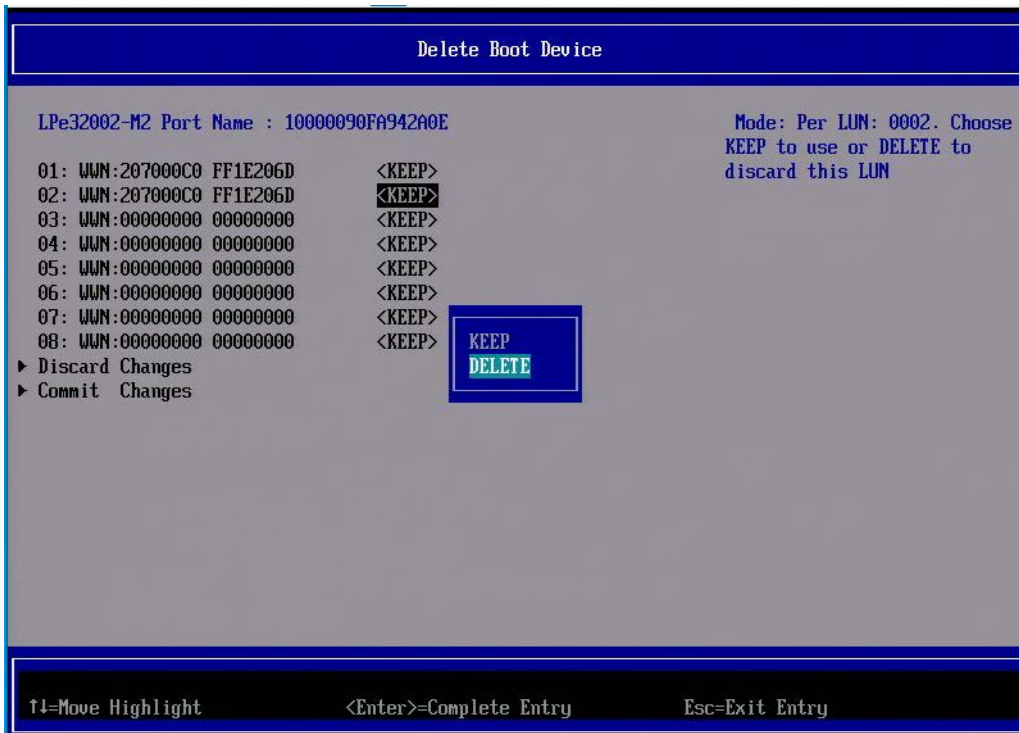 Delete Boot Device
LPe32002-M2 Port Name : 10000090FA942A0E
Mode: Per LUN: 0002. Choose
KEEP to use or DELETE to
discard this LUN
01: WWN:207000C0 FF1E206D <KEEP>
02: WWN:207000C0 FF1E206D <KEEP>
03: WWN:00000000 00000000 <KEEP>
04: WWN:00000000 00000000 <KEEP>
05: WWN:00000000 00000000 <KEEP>
06: WWN:00000000 00000000 <KEEP>
07: WWN:00000000 00000000 <KEEP>
08: WWN:00000000 00000000 <KEEP>
▶ Discard Changes
▶ Commit  Changes
KEEP
DELETE
↑↓=Move Highlight <Enter>=Complete Entry Esc=Exit Entry